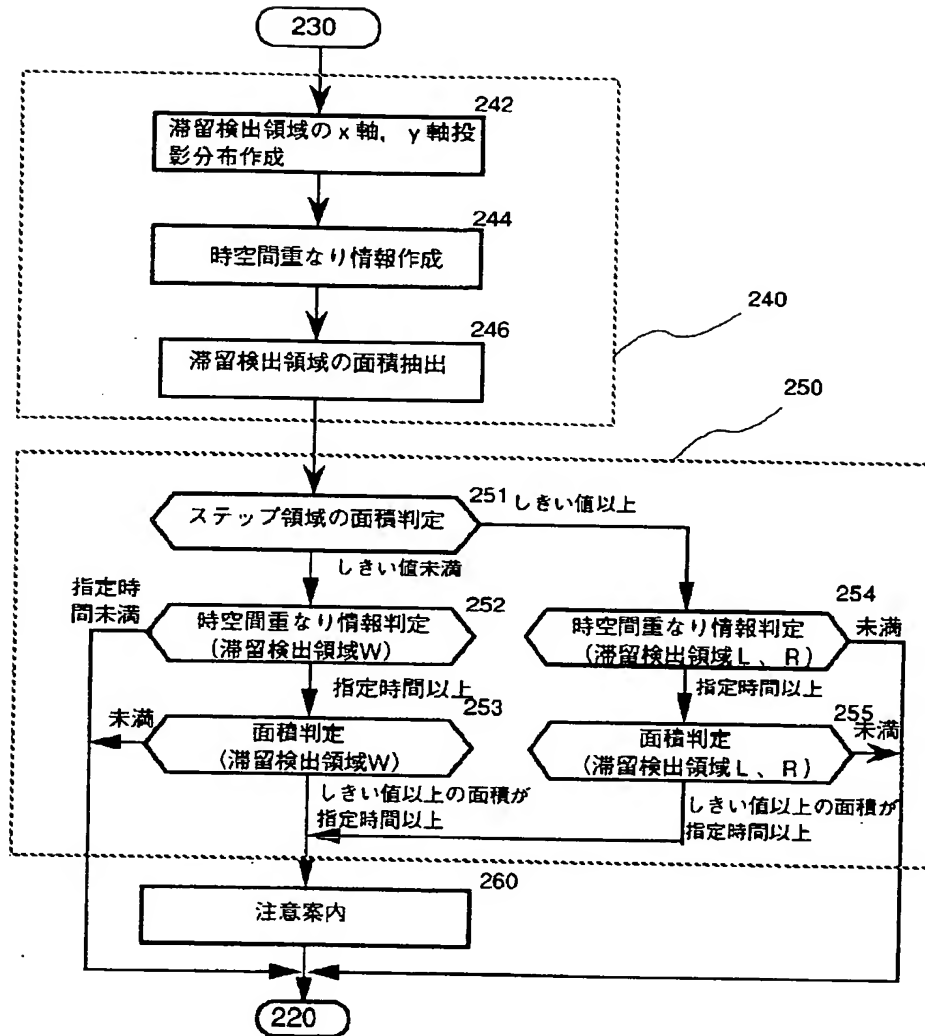 230
242
滞留検出領域のx軸，y軸投
影分布作成
244
時空間重なり情報作成
240
246
滞留検出領域の面積抽出
250
251
ステップ領域の面積判定
しきい値以上
しきい値未満
指定時
間未満
252
時空間重なり情報判定
（滞留検出領域W）
254
時空間重なり情報判定
（滞留検出領域L、R）
未満
指定時間以上
指定時間以上
253
未満
面積判定
（滞留検出領域W）
255
面積判定
（滞留検出領域L、R）
未満
しきい値以上の面積が
指定時間以上
しきい値以上の面積が
指定時間以上
260
注意案内
220